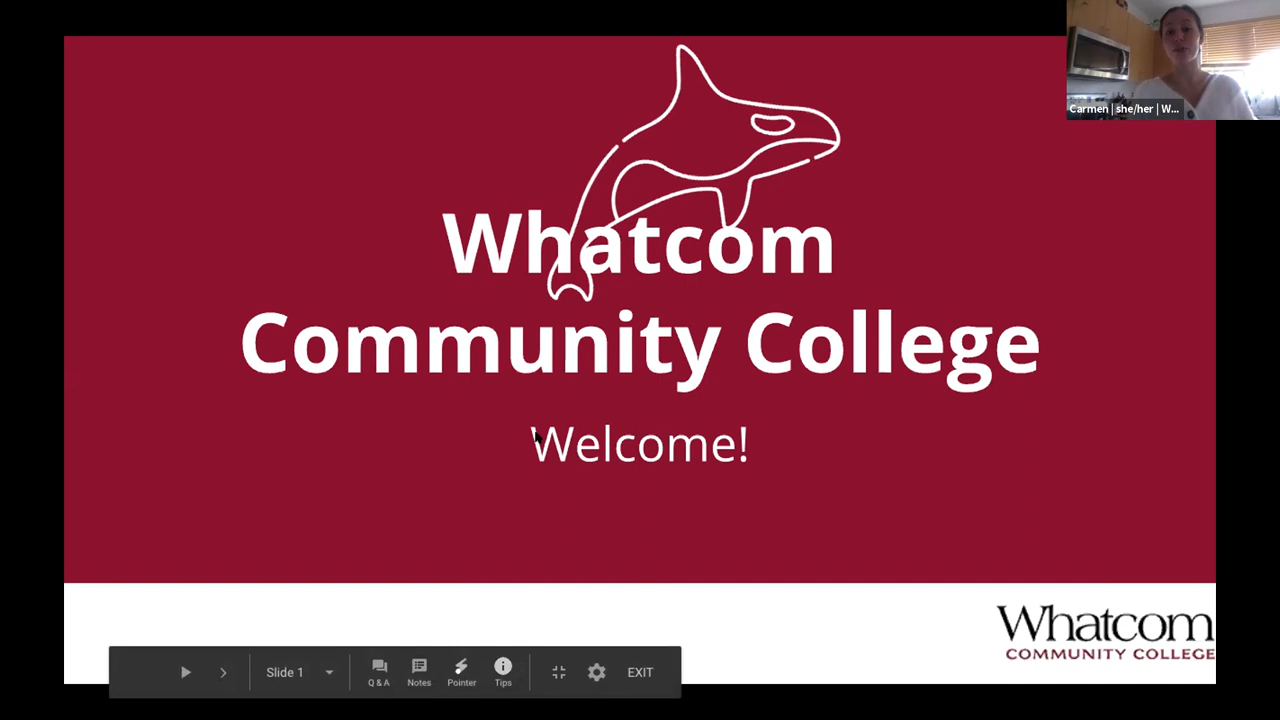 Carmen | she/her | W...
Whatcom
Community College
Welcome!
Whatcom
COMMUNITY COLLEGE
Slide 1
Q & A
Notes
Pointer
Tips
EXIT